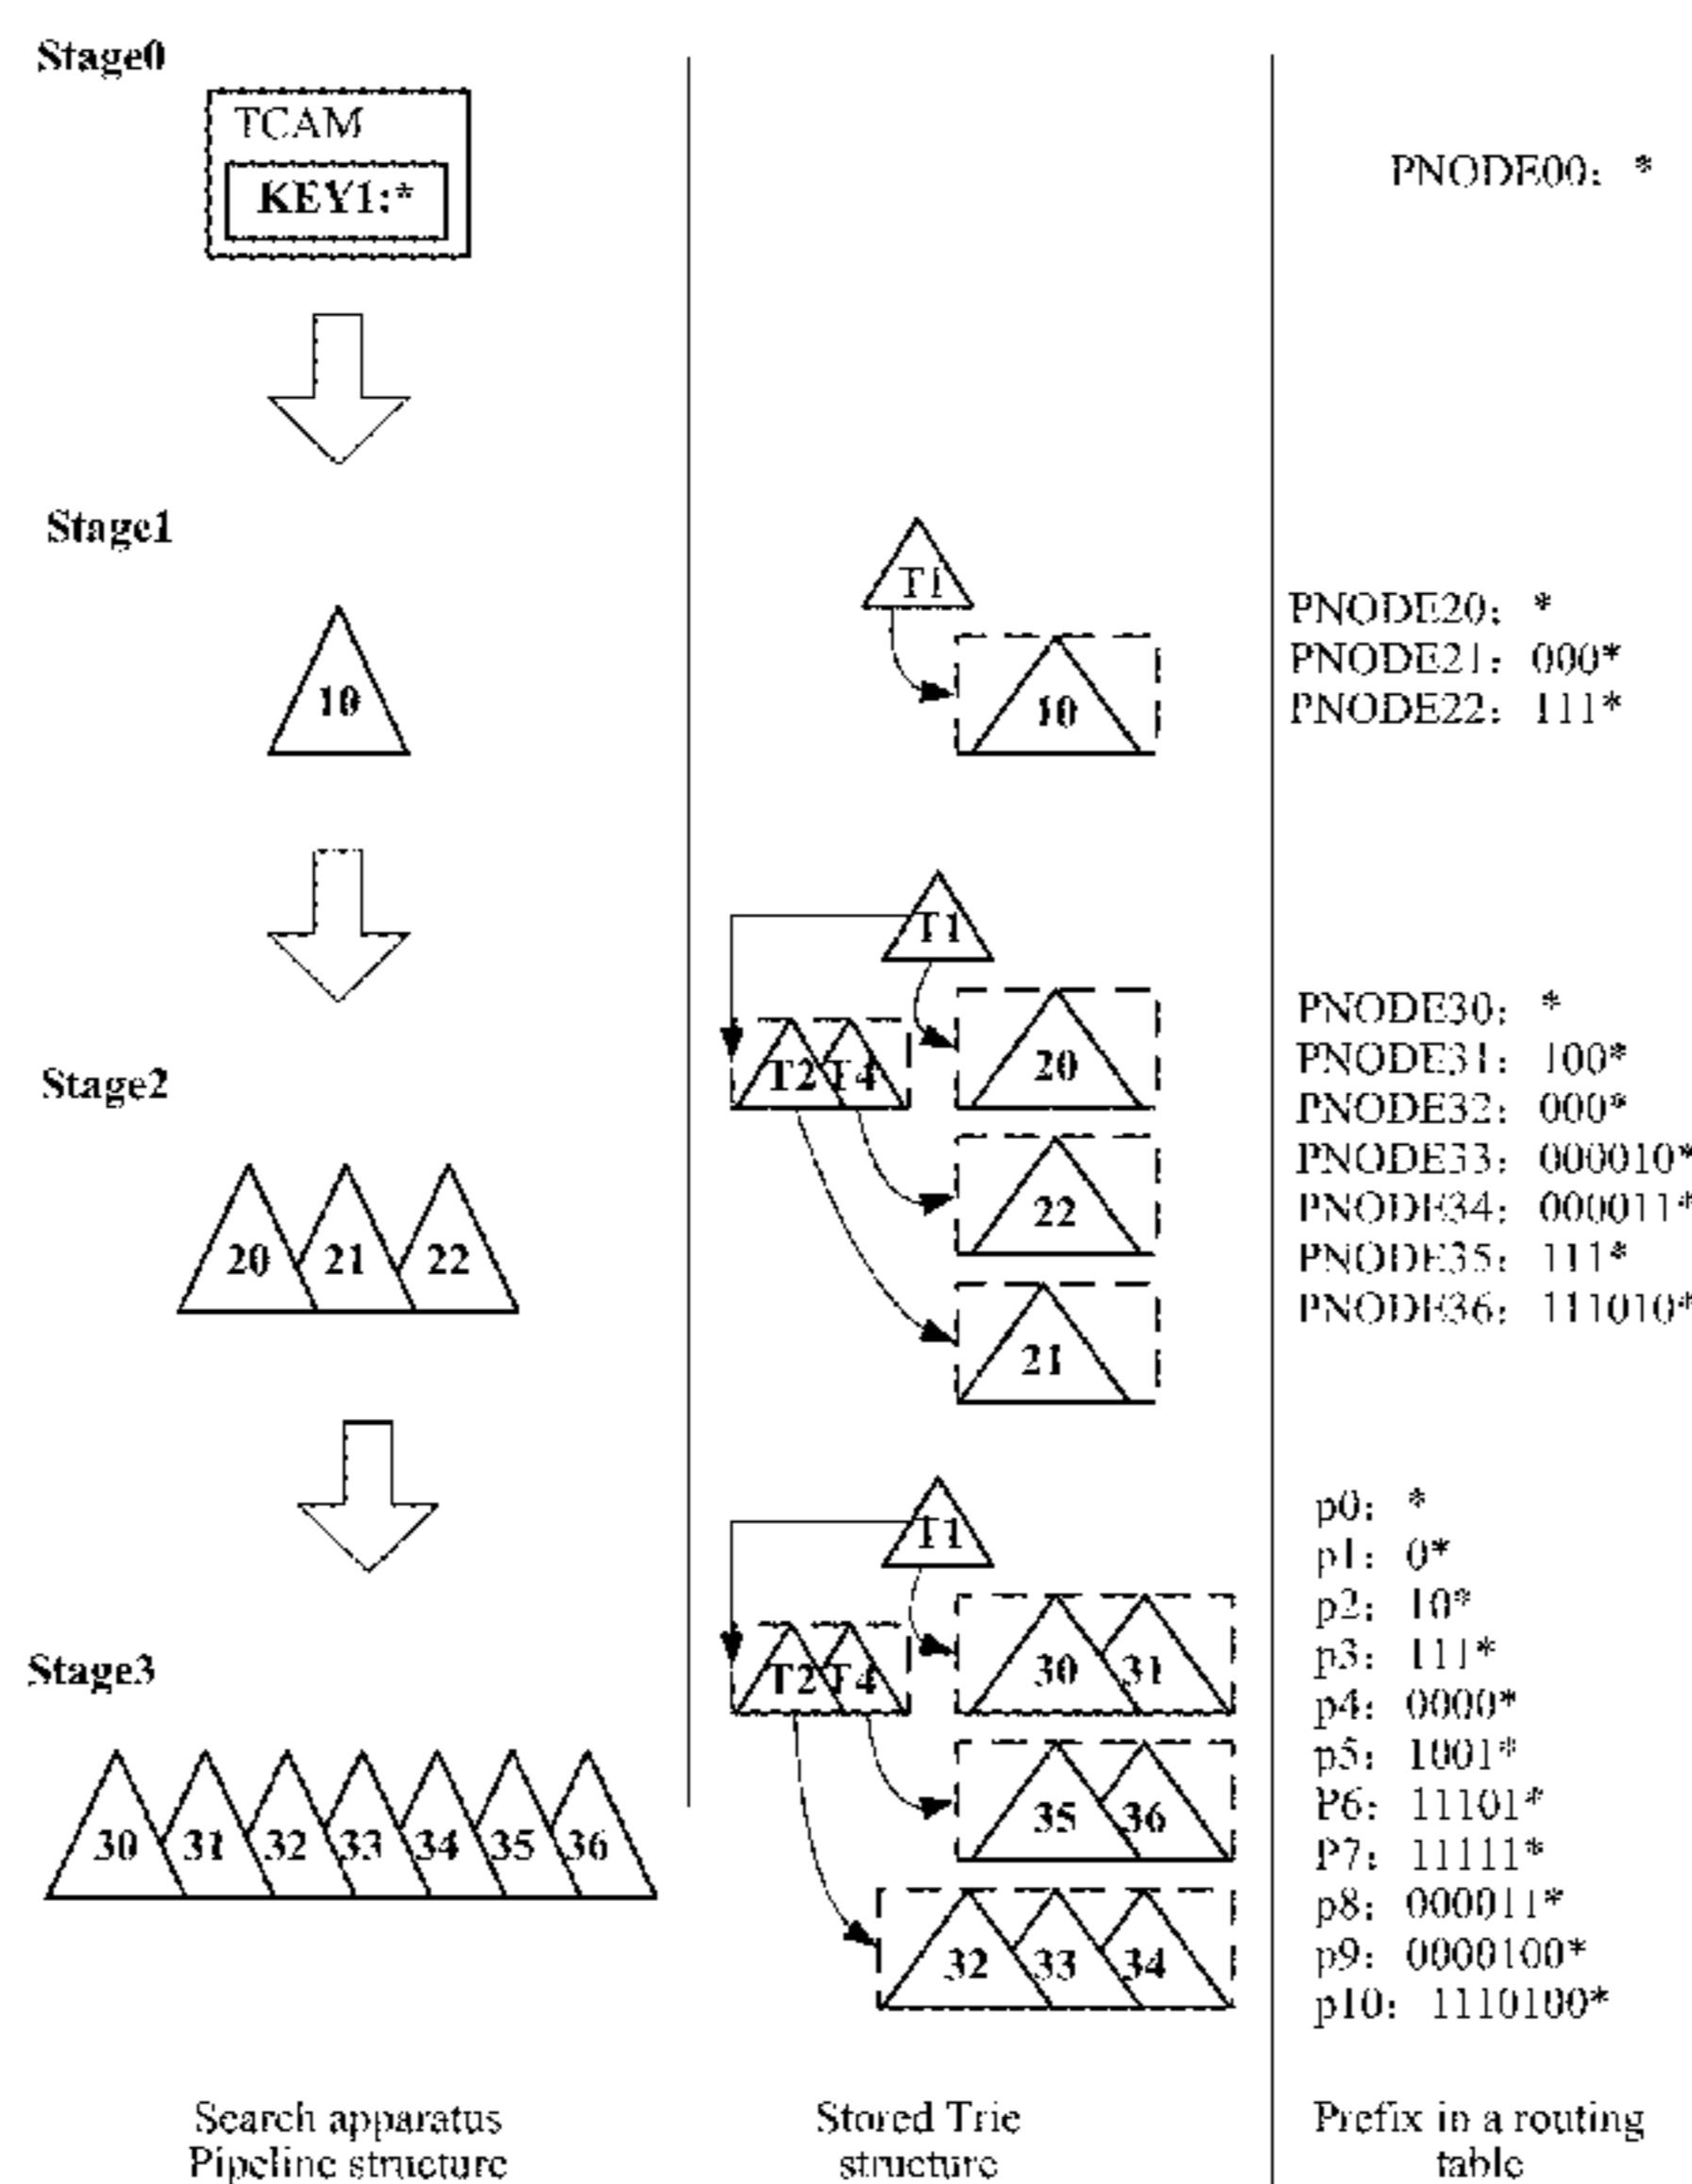 Stage0
TCAM
KEY1:*
PNODE00: *
Stage1
T1
10
10
PNODE20: *
PNODE21: 000*
PNODE22: 111*
Stage2
T1
T2 T4
20
22
21
20 21 22
PNODE30: *
PNODE31: 100*
PNODE32: 000*
PNODE33: 000010*
PNODE34: 000011*
PNODE35: 111*
PNODE36: 111010*
Stage3
T1
T2 T4
30 31
35 36
32 33 34
30 31 32 33 34 35 36
p0: *
p1: 0*
p2: 10*
p3: 111*
p4: 0000*
p5: 1001*
P6: 11101*
P7: 11111*
p8: 000011*
p9: 0000100*
p10: 1110100*
Search apparatus
Pipeline structure
Stored Trie
structure
Prefix in a routing
table